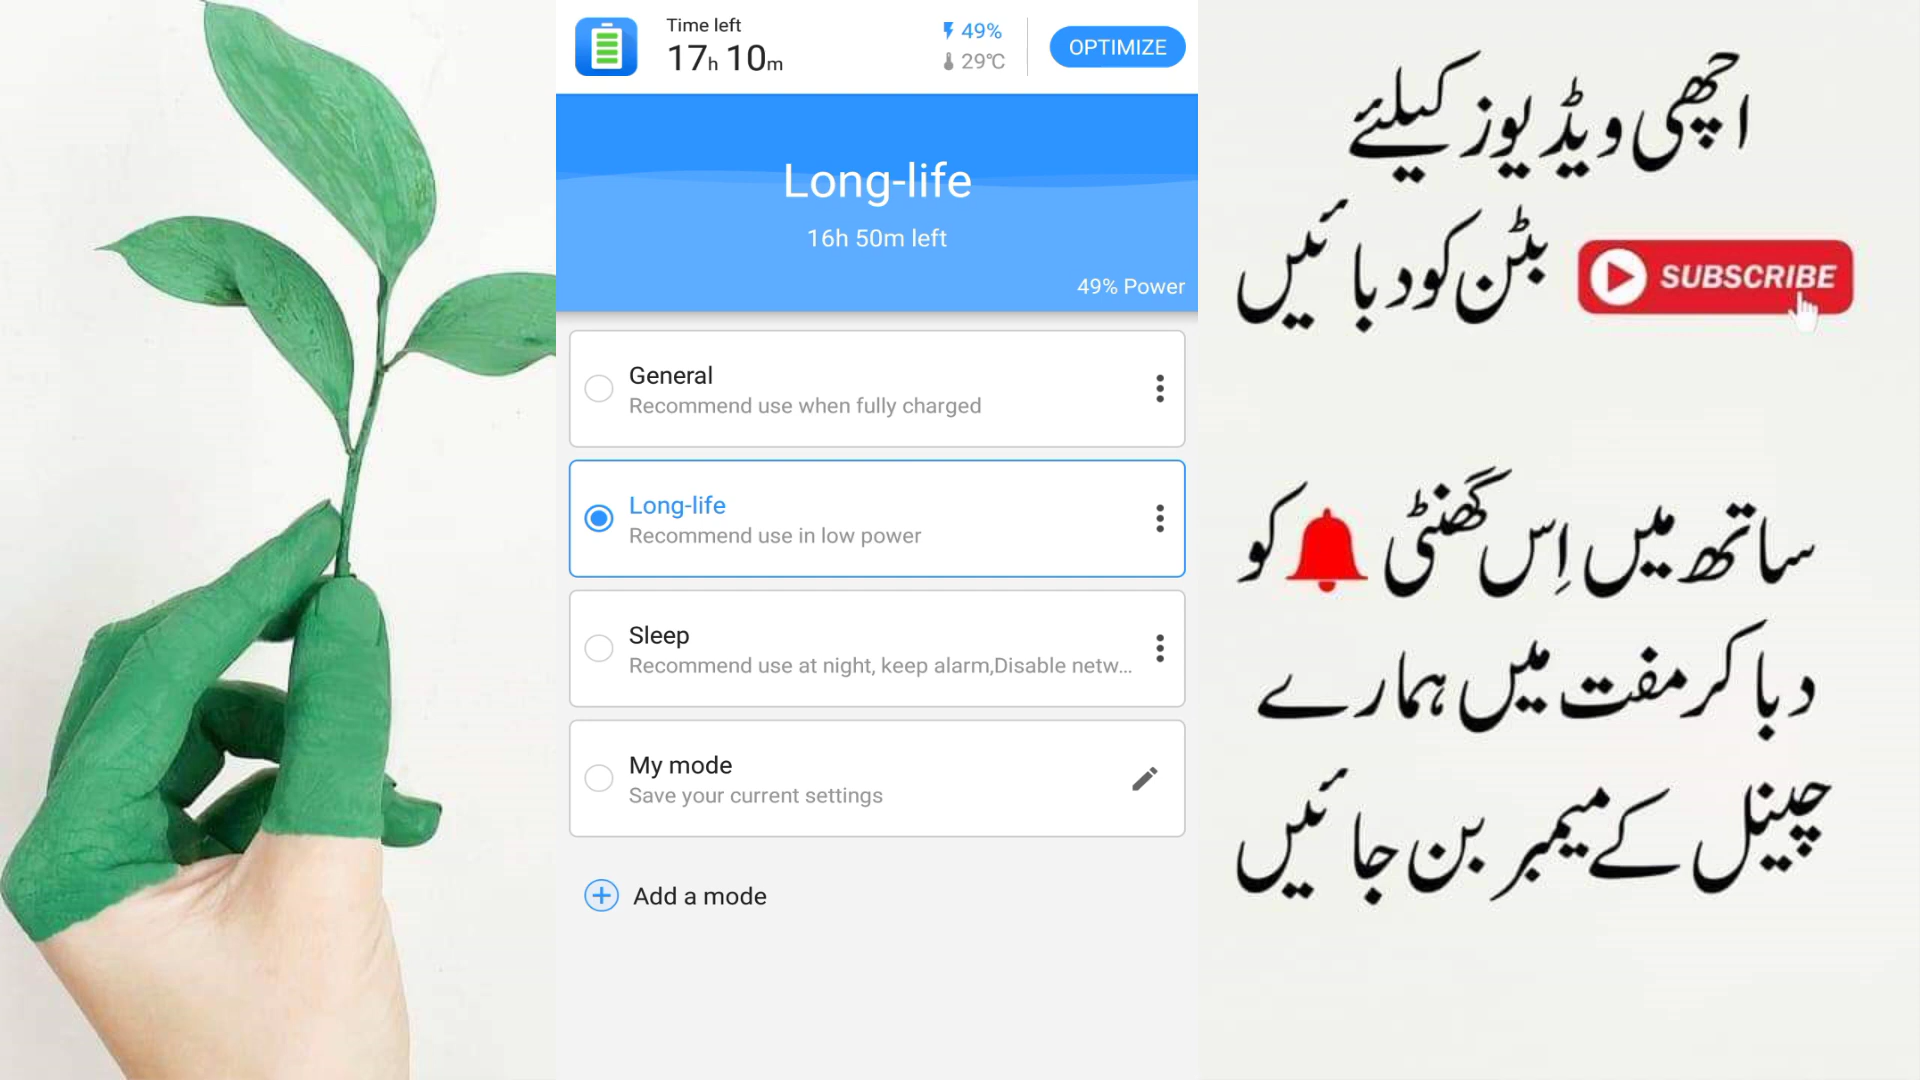 Time left
17h 10m
49%
29℃
OPTIMIZE
Long-life
16h 50m left
49% Power
General
Recommend use when fully charged
Long-life
Recommend use in low power
Sleep
Recommend use at night, keep alarm,Disable netw...
My mode
Save your current settings
Add a mode
اچھی ویڈیوز کیلئے
SUBSCRIBE بٹن کو دبائیں
ساتھ میں اِس گھنٹی کو
دبا کر مفت میں ہمارے
چینل کے میمبر بن جائیں